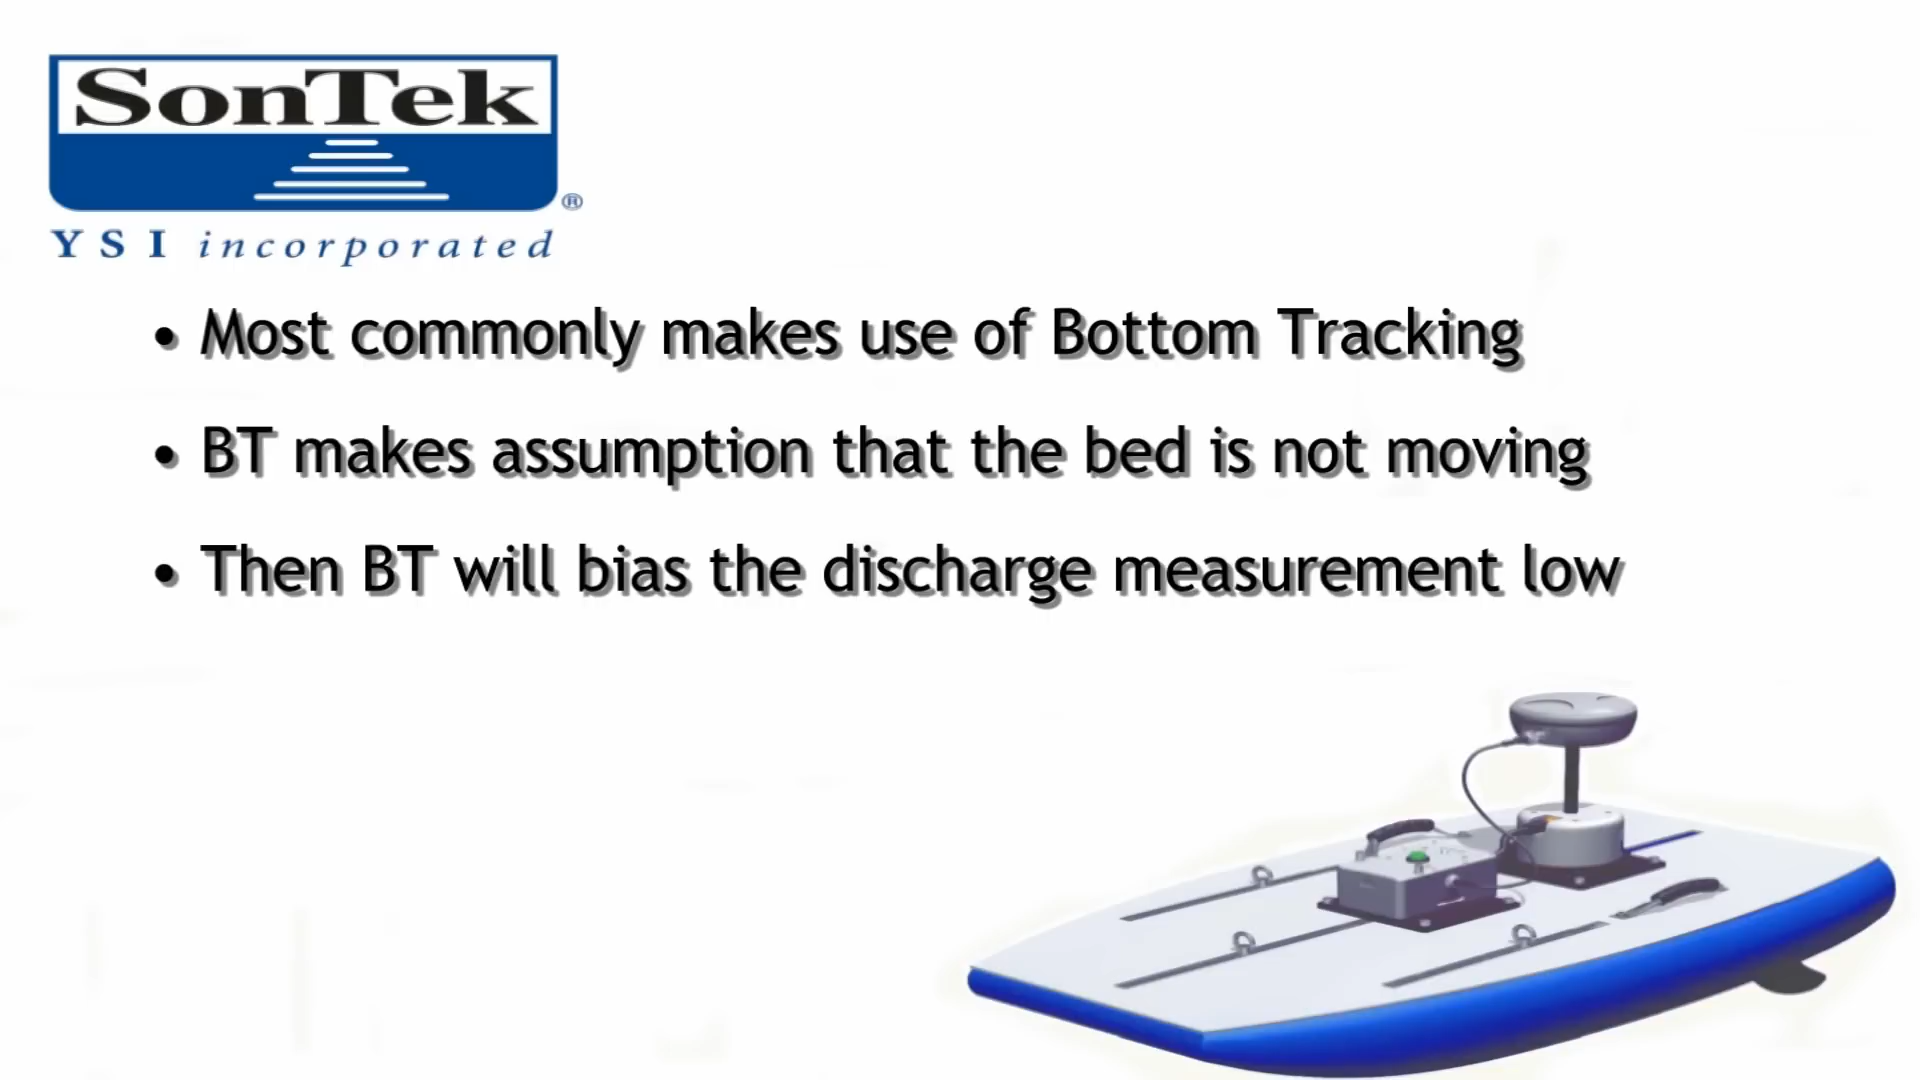 SonTek
®
YSI incorporated
• Most commonly makes use of Bottom Tracking
• BT makes assumption that the bed is not moving
• Then BT will bias the discharge measurement low